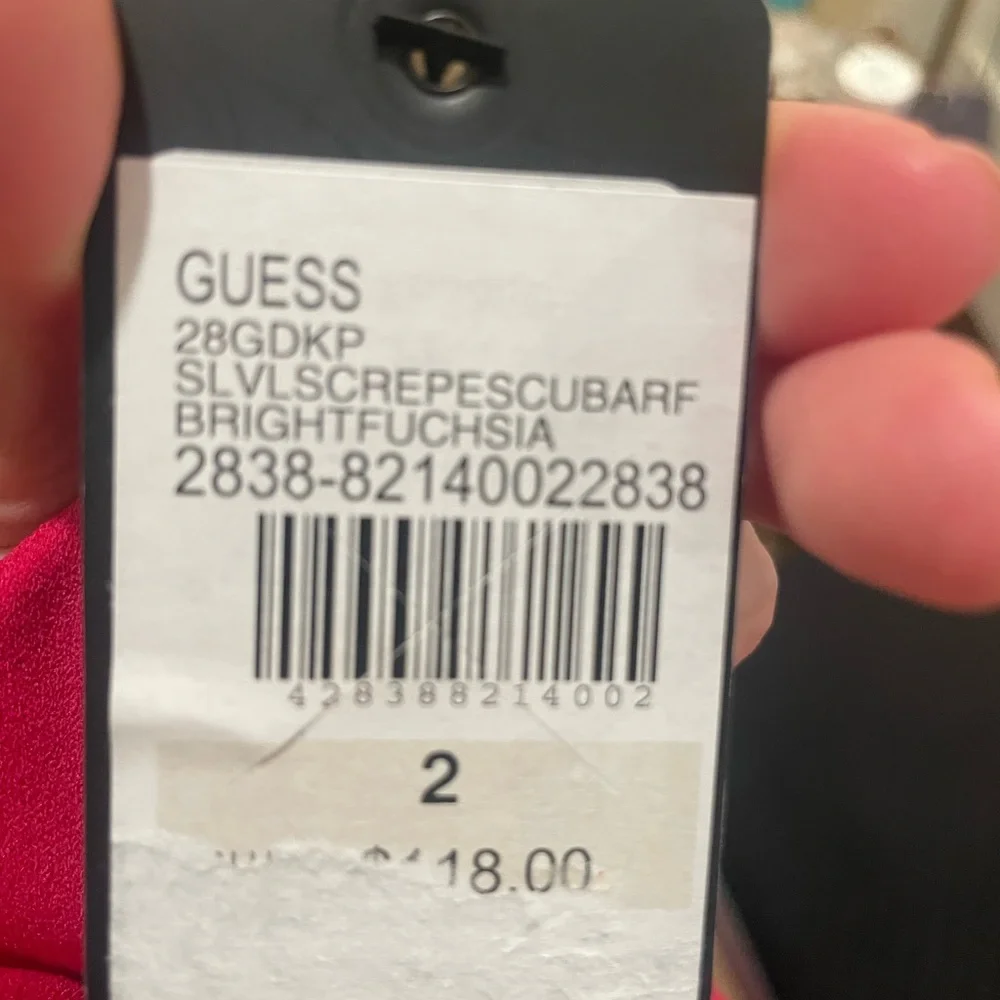 GUESS
28GDKP
SLVLSCREPESCUBARF
BRIGHTFUCHSIA
2838-82140022838
428388214002
2
$118.00